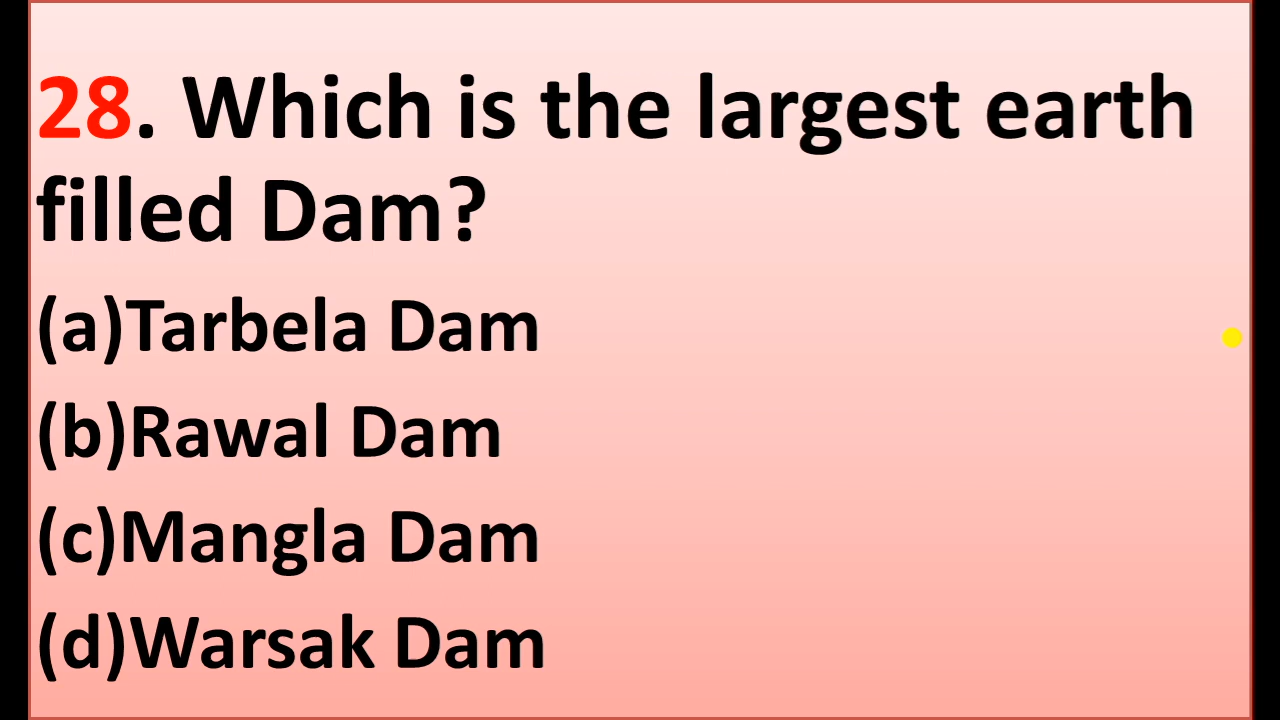 28. Which is the largest earth
filled Dam?
(a)Tarbela Dam
(b)Rawal Dam
(c)Mangla Dam
(d)Warsak Dam